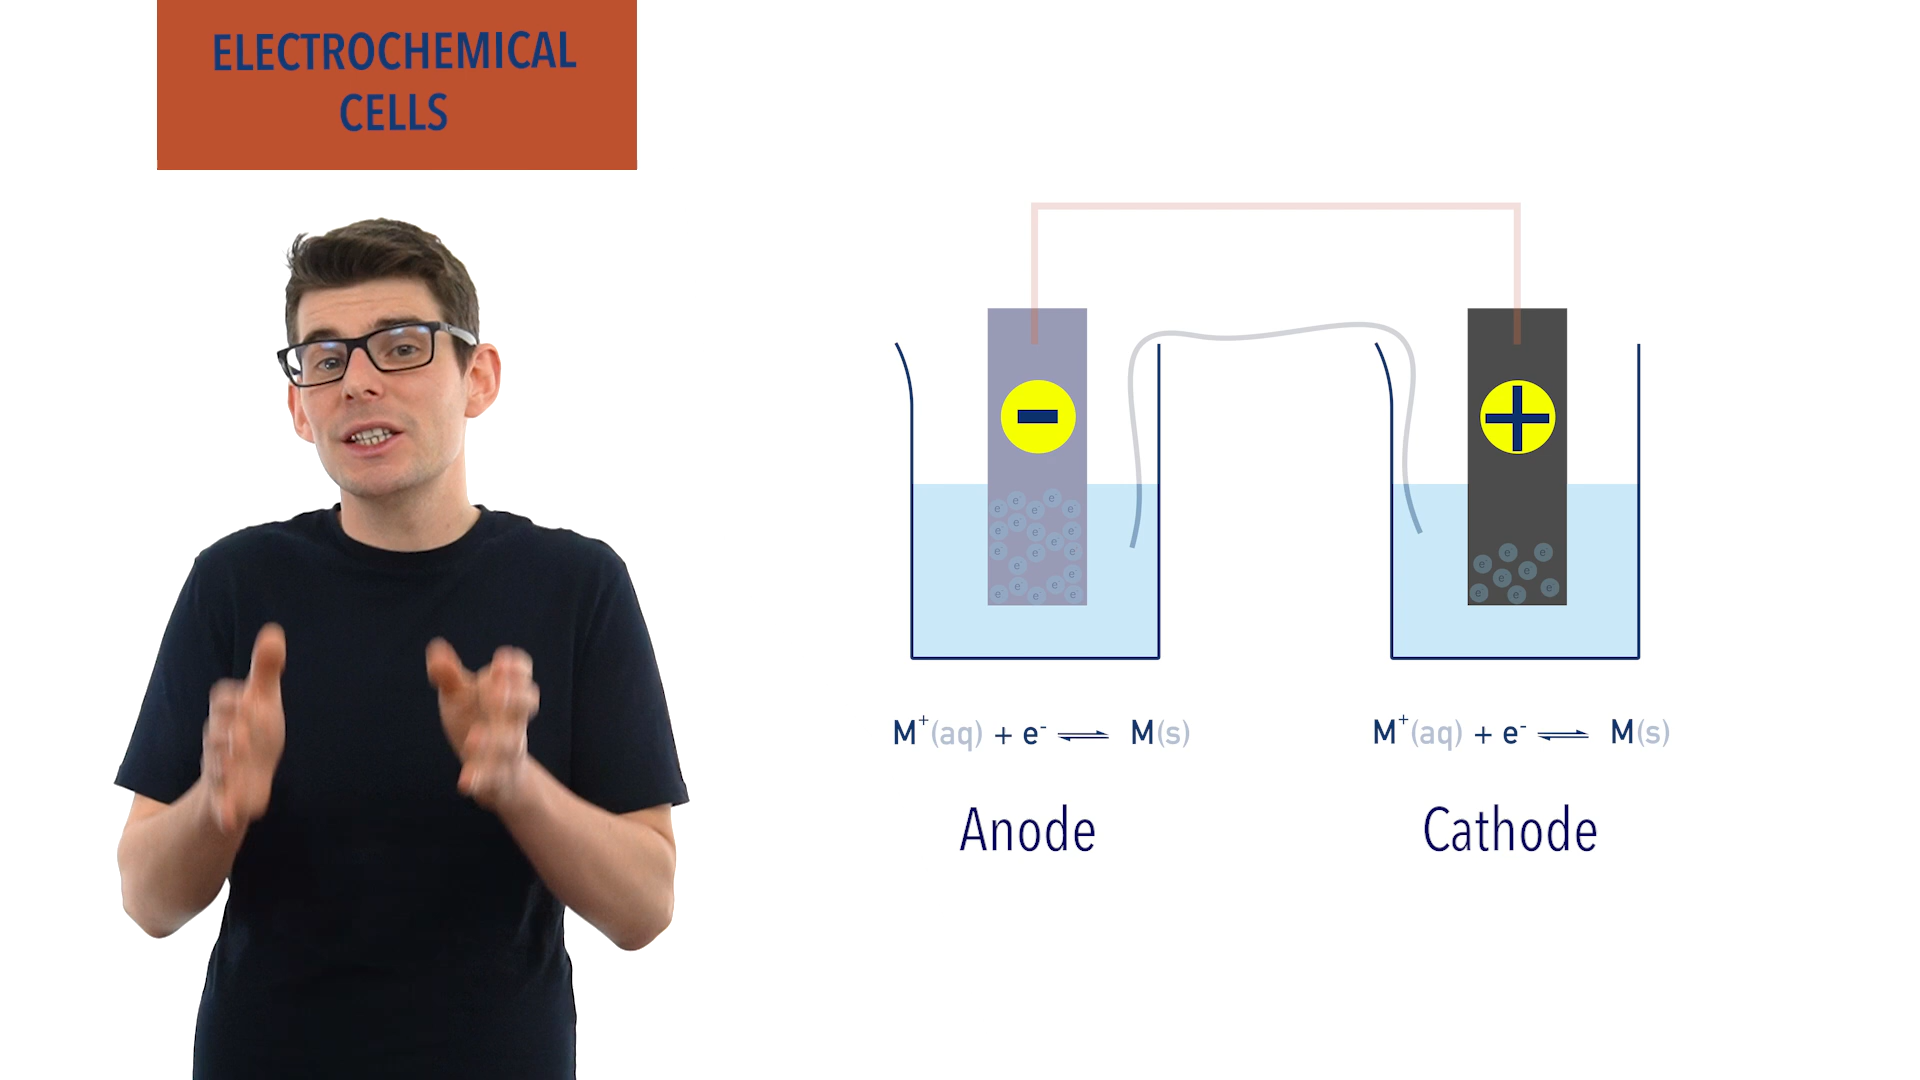 ELECTROCHEMICAL
CELLS
e⁻ e⁻ e⁻ e⁻ e⁻ e⁻ e⁻ e⁻ e⁻ e⁻ e⁻ e⁻ e⁻ e⁻ e⁻ e⁻ e⁻ e⁻ e⁻ e⁻
e⁻ e⁻ e⁻ e⁻ e⁻ e⁻ e⁻ e⁻
M⁺(aq) + e⁻ ⇌ M(s)
M⁺(aq) + e⁻ ⇌ M(s)
Anode
Cathode